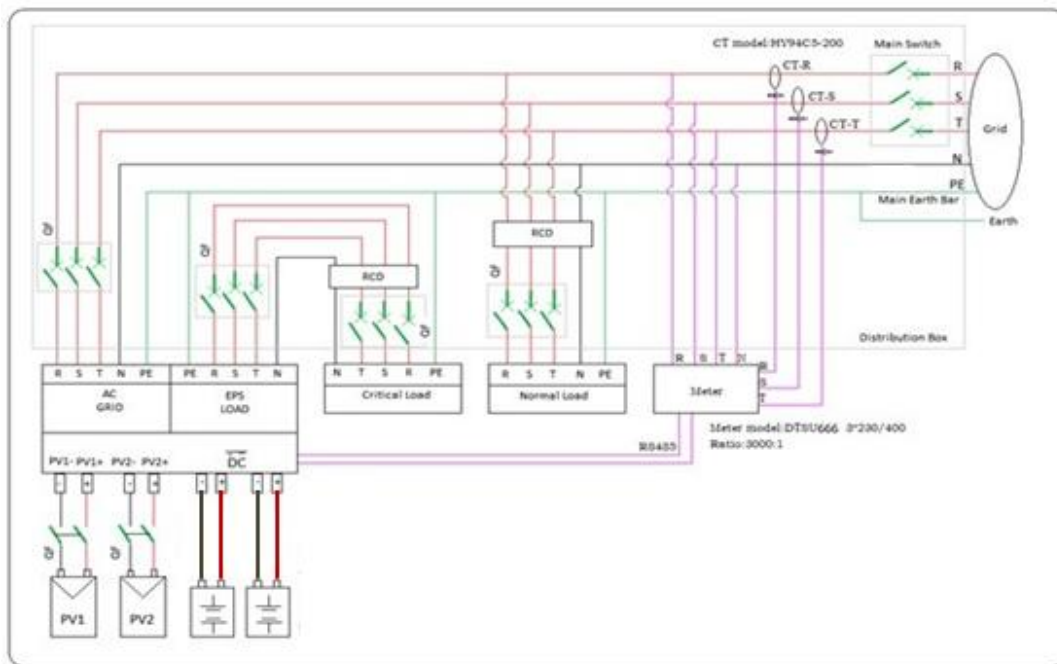 CT model:HY94C5-200
Main Switch
CT-R
R
CT-S
S
CT-T
T
Grid
N
PE
Main Earth Bar
Earth
QF
QF
RCD
RCD
QF
QF
Distribution Box
R S T N PE
PE R S T N
N T S R PE
R S T N PE
R S T N
R
S
T
AC
GRID
EPS
LOAD
Critical Load
Normal Load
Meter
Meter model:DTSU666 3*230/400
Ratio:3000:1
RS485
PV1- PV1+ PV2- PV2+
DC
- + - + - + - +
QF
QF
PV1
PV2